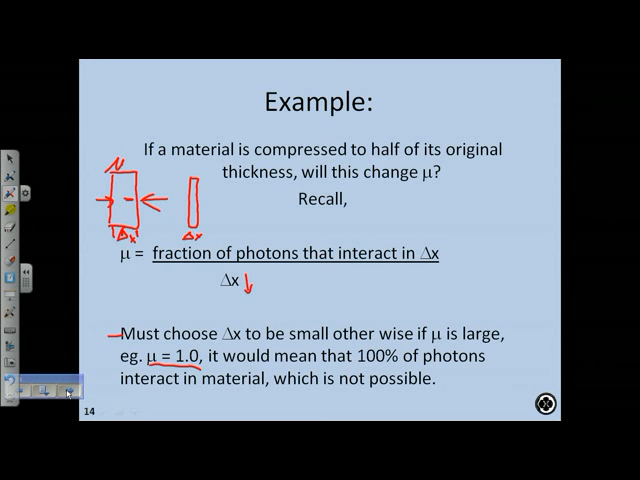 Example:
If a material is compressed to half of its original
thickness, will this change μ?
Recall,
N
Δx
Δx
μ = fraction of photons that interact in Δx
Δx
Must choose Δx to be small other wise if μ is large,
eg. μ = 1.0, it would mean that 100% of photons
interact in material, which is not possible.
14